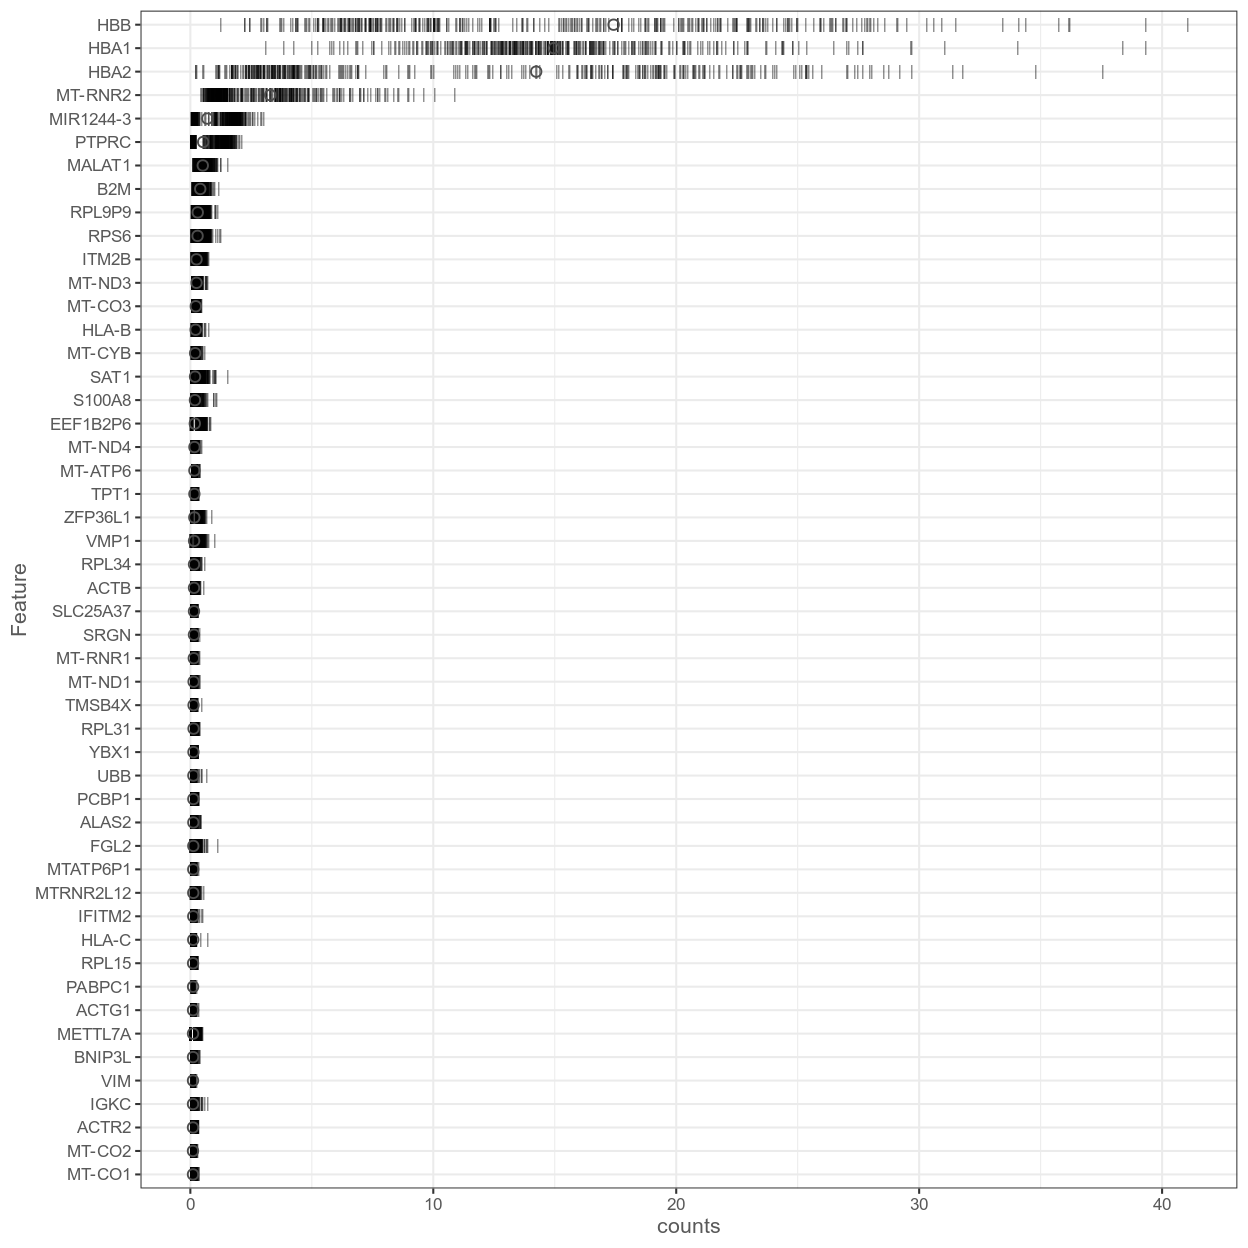 HBB
HBA1
HBA2
MT-RNR2
MIR1244-3
PTPRC
MALAT1
B2M
RPL9P9
RPS6
ITM2B
MT-ND3
MT-CO3
HLA-B
MT-CYB
SAT1
S100A8
EEF1B2P6
MT-ND4
MT-ATP6
TPT1
ZFP36L1
VMP1
RPL34
ACTB
SLC25A37
SRGN
MT-RNR1
MT-ND1
TMSB4X
RPL31
YBX1
UBB
PCBP1
ALAS2
FGL2
MTATP6P1
MTRNR2L12
IFITM2
HLA-C
RPL15
PABPC1
ACTG1
METTL7A
BNIP3L
VIM
IGKC
ACTR2
MT-CO2
MT-CO1
Feature
0 10 20 30 40
counts